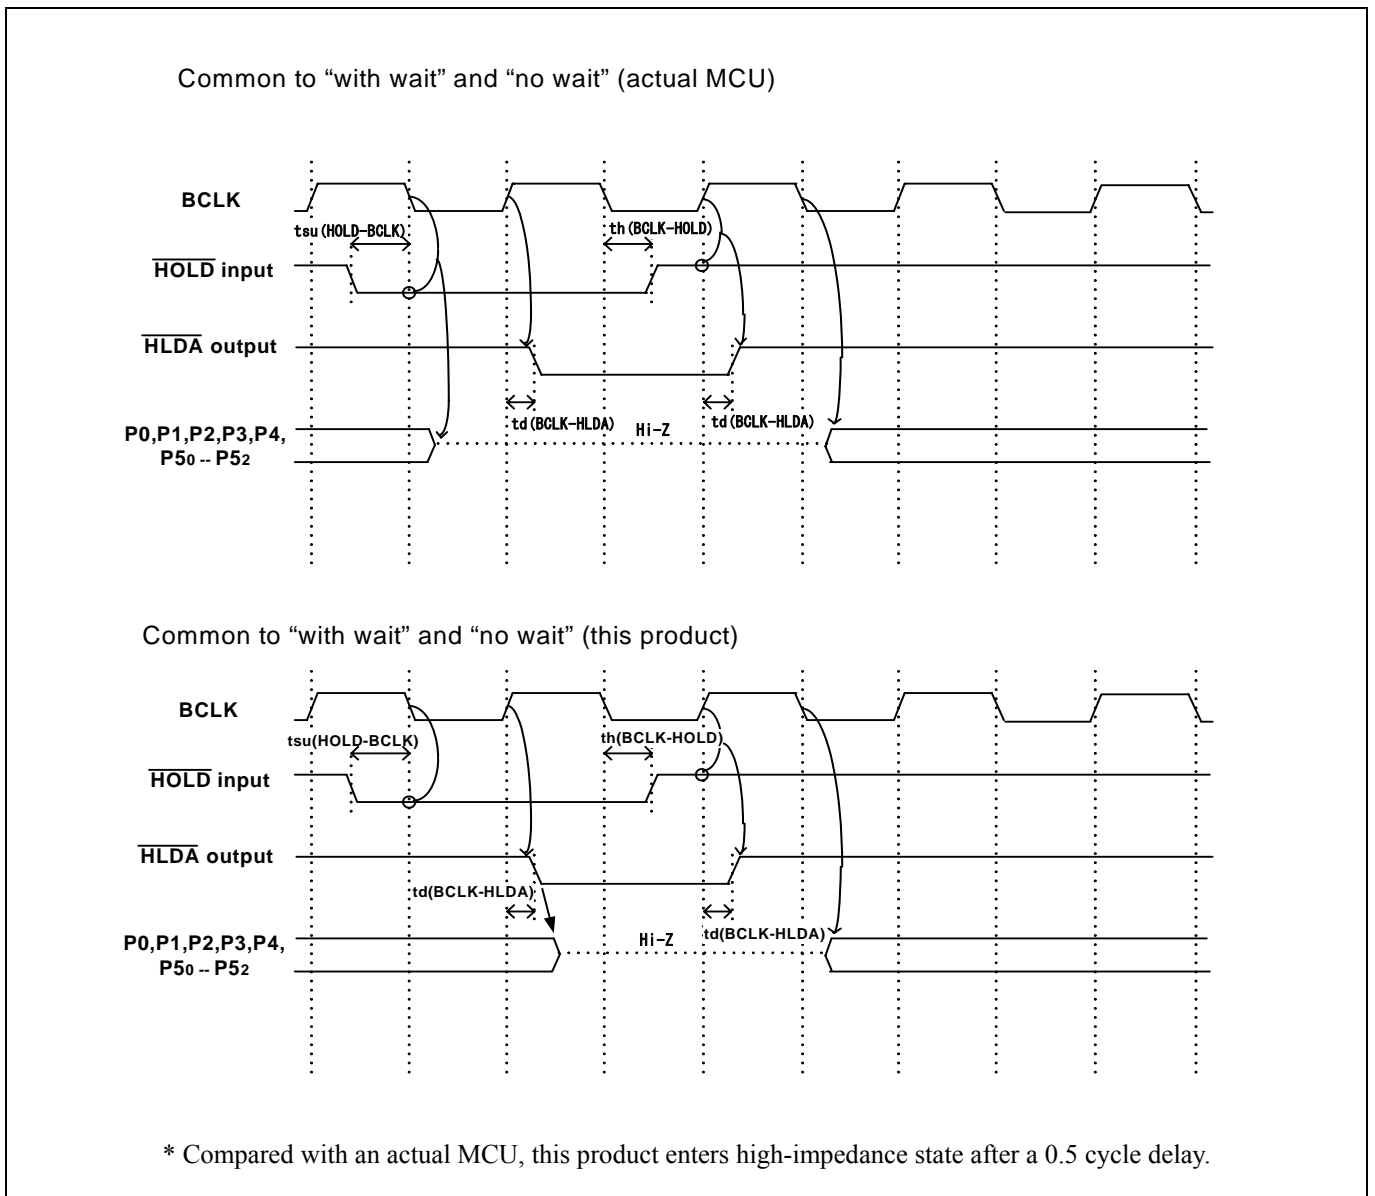 Common to “with wait” and “no wait” (actual MCU)
BCLK
tsu(HOLD-BCLK)
th(BCLK-HOLD)
HOLD input
HLDA output
td(BCLK-HLDA)
td(BCLK-HLDA)
P0,P1,P2,P3,P4,
P50 -- P52
Hi-Z
Common to “with wait” and “no wait” (this product)
BCLK
tsu(HOLD-BCLK)
th(BCLK-HOLD)
HOLD input
HLDA output
td(BCLK-HLDA)
td(BCLK-HLDA)
P0,P1,P2,P3,P4,
P50 -- P52
Hi-Z
* Compared with an actual MCU, this product enters high-impedance state after a 0.5 cycle delay.